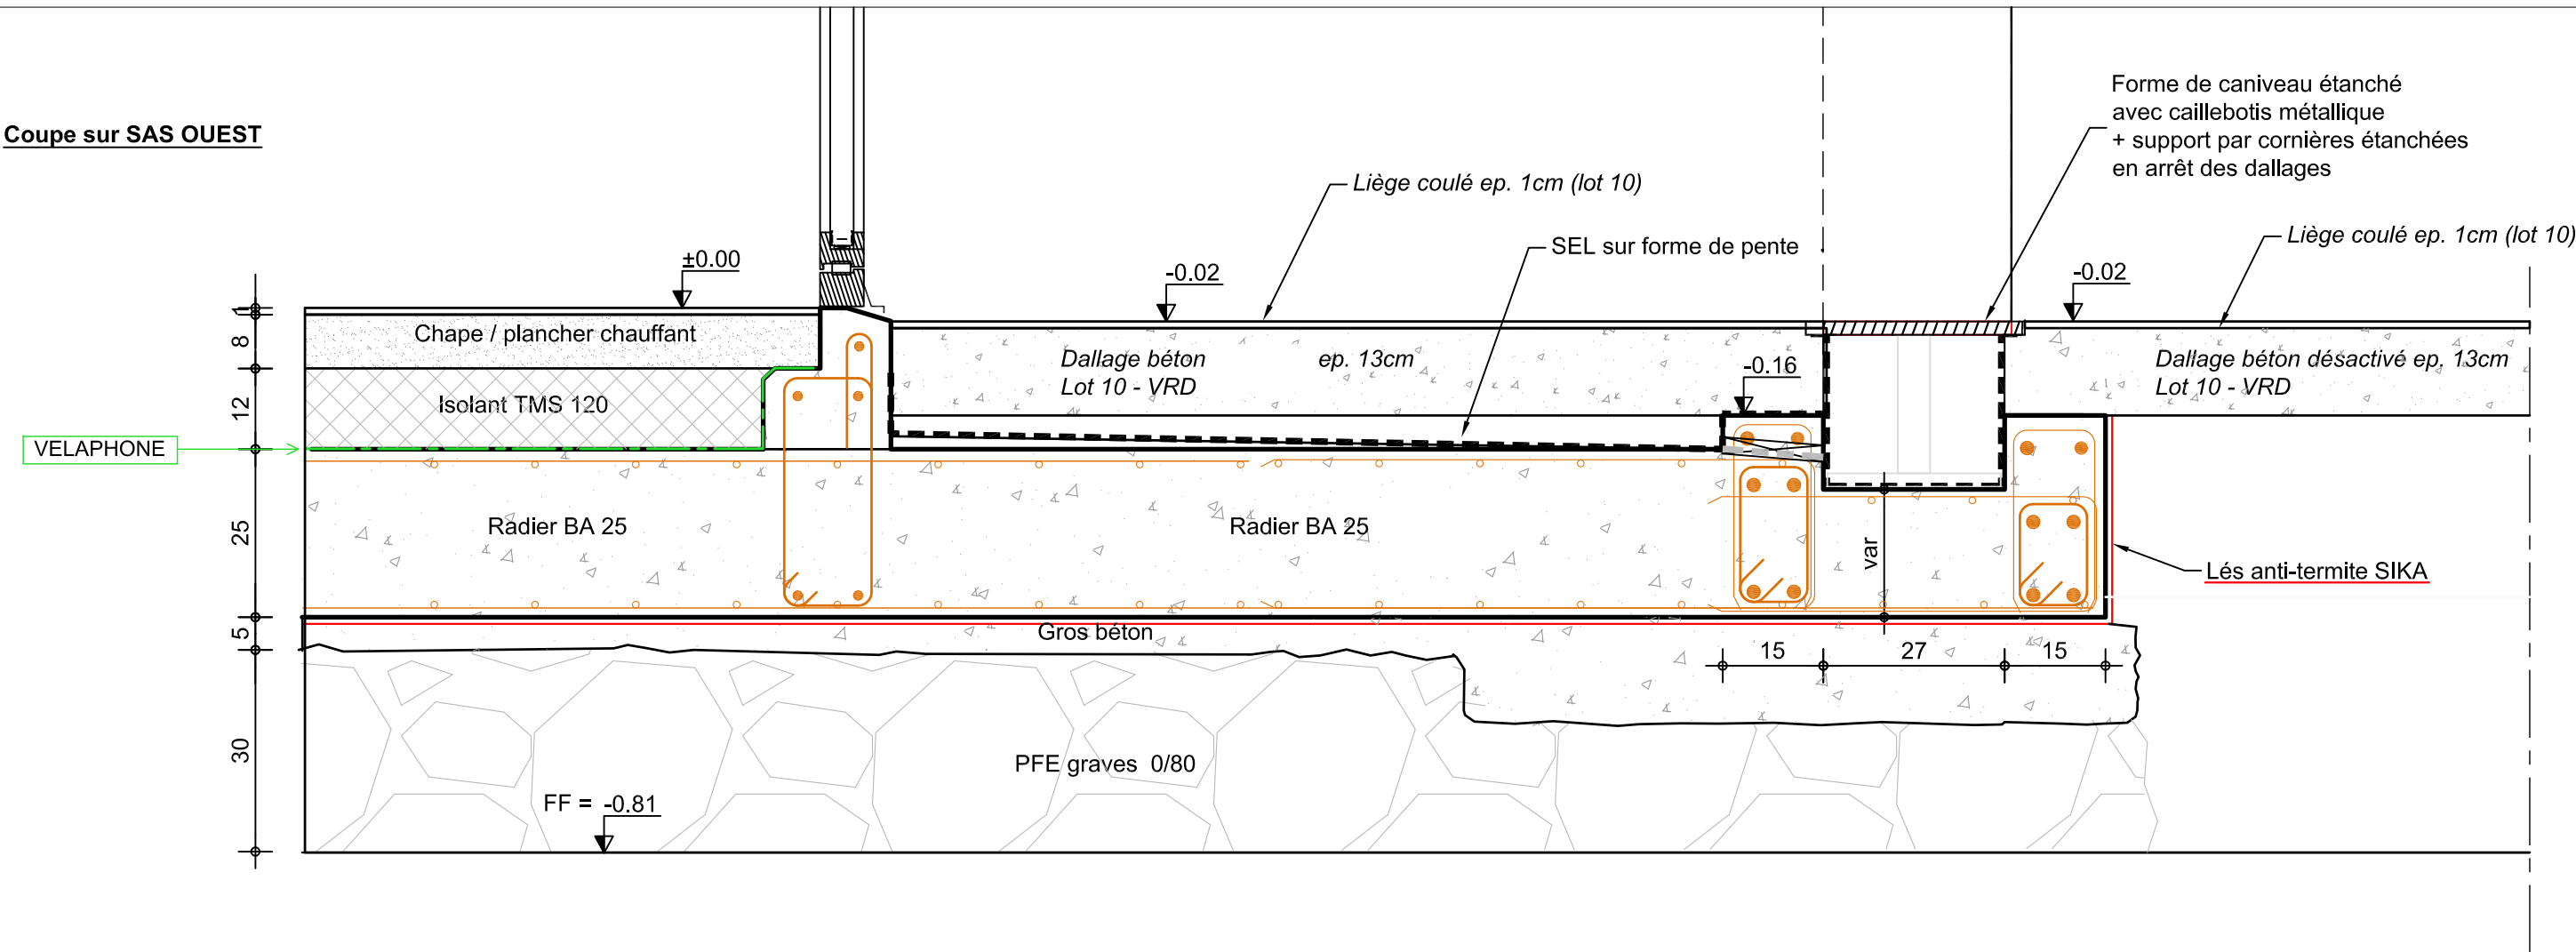 Coupe sur SAS OUEST
Forme de caniveau étanché
avec caillebotis métallique
+ support par cornières étanchées
en arrêt des dallages
Liège coulé ep. 1cm (lot 10)
SEL sur forme de pente
Liège coulé ep. 1cm (lot 10)
±0.00
-0.02
-0.02
1
8
12
25
5
30
Chape / plancher chauffant
Isolant TMS 120
VELAPHONE
Dallage béton ep. 13cm
Lot 10 - VRD
-0.16
Dallage béton désactivé ep. 13cm
Lot 10 - VRD
Radier BA 25
Radier BA 25
var
Lés anti-termite SIKA
Gros béton
15
27
15
PFE graves 0/80
FF = -0.81